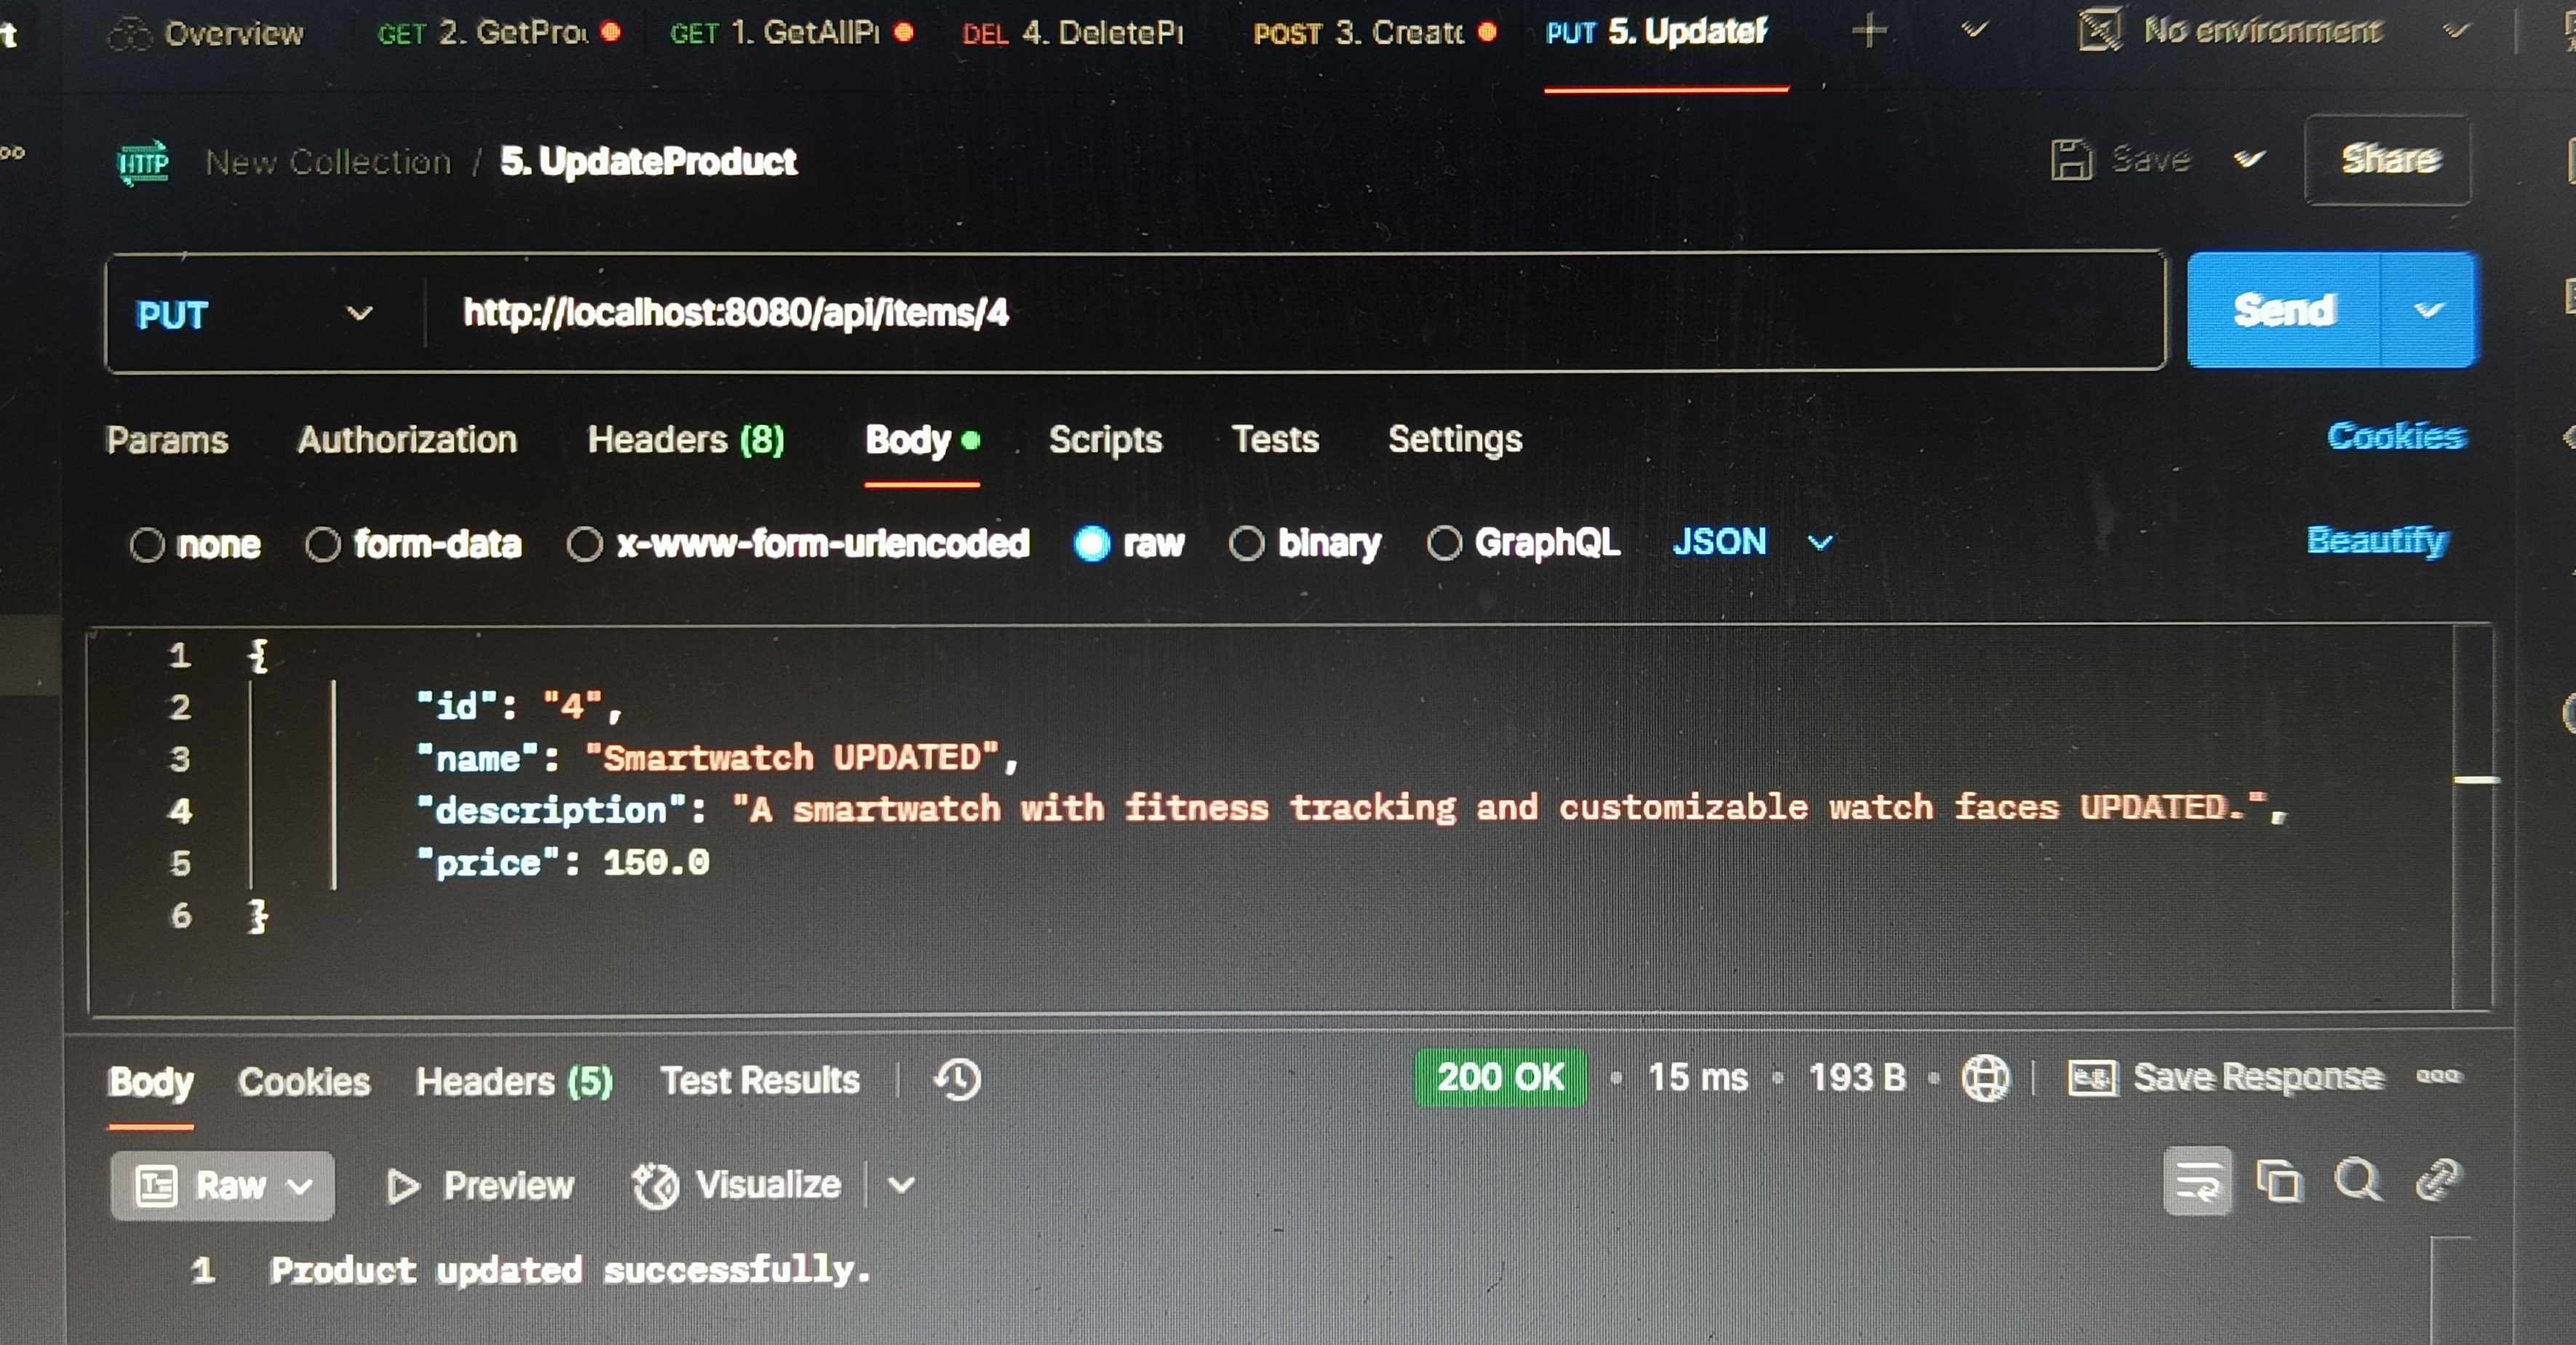 Overview GET 2. GetPro GET 1. GetAllP DEL 4. DeleteP POST 3. Creat PUT 5. Update No environment
HTTP New Collection / 5. UpdateProduct Save Share
PUT http://localhost:8080/api/items/4 Send
Params Authorization Headers (8) Body Scripts Tests Settings Cookies
none form-data x-www-form-urlencoded raw binary GraphQL JSON Beautify
1 {
2 "id": "4",
3 "name": "Smartwatch UPDATED",
4 "description": "A smartwatch with fitness tracking and customizable watch faces UPDATED.",
5 "price": 150.0
6 }
Body Cookies Headers (5) Test Results 200 OK • 15 ms • 193 B • e.g. Save Response
Raw Preview Visualize
1 Product updated successfully.